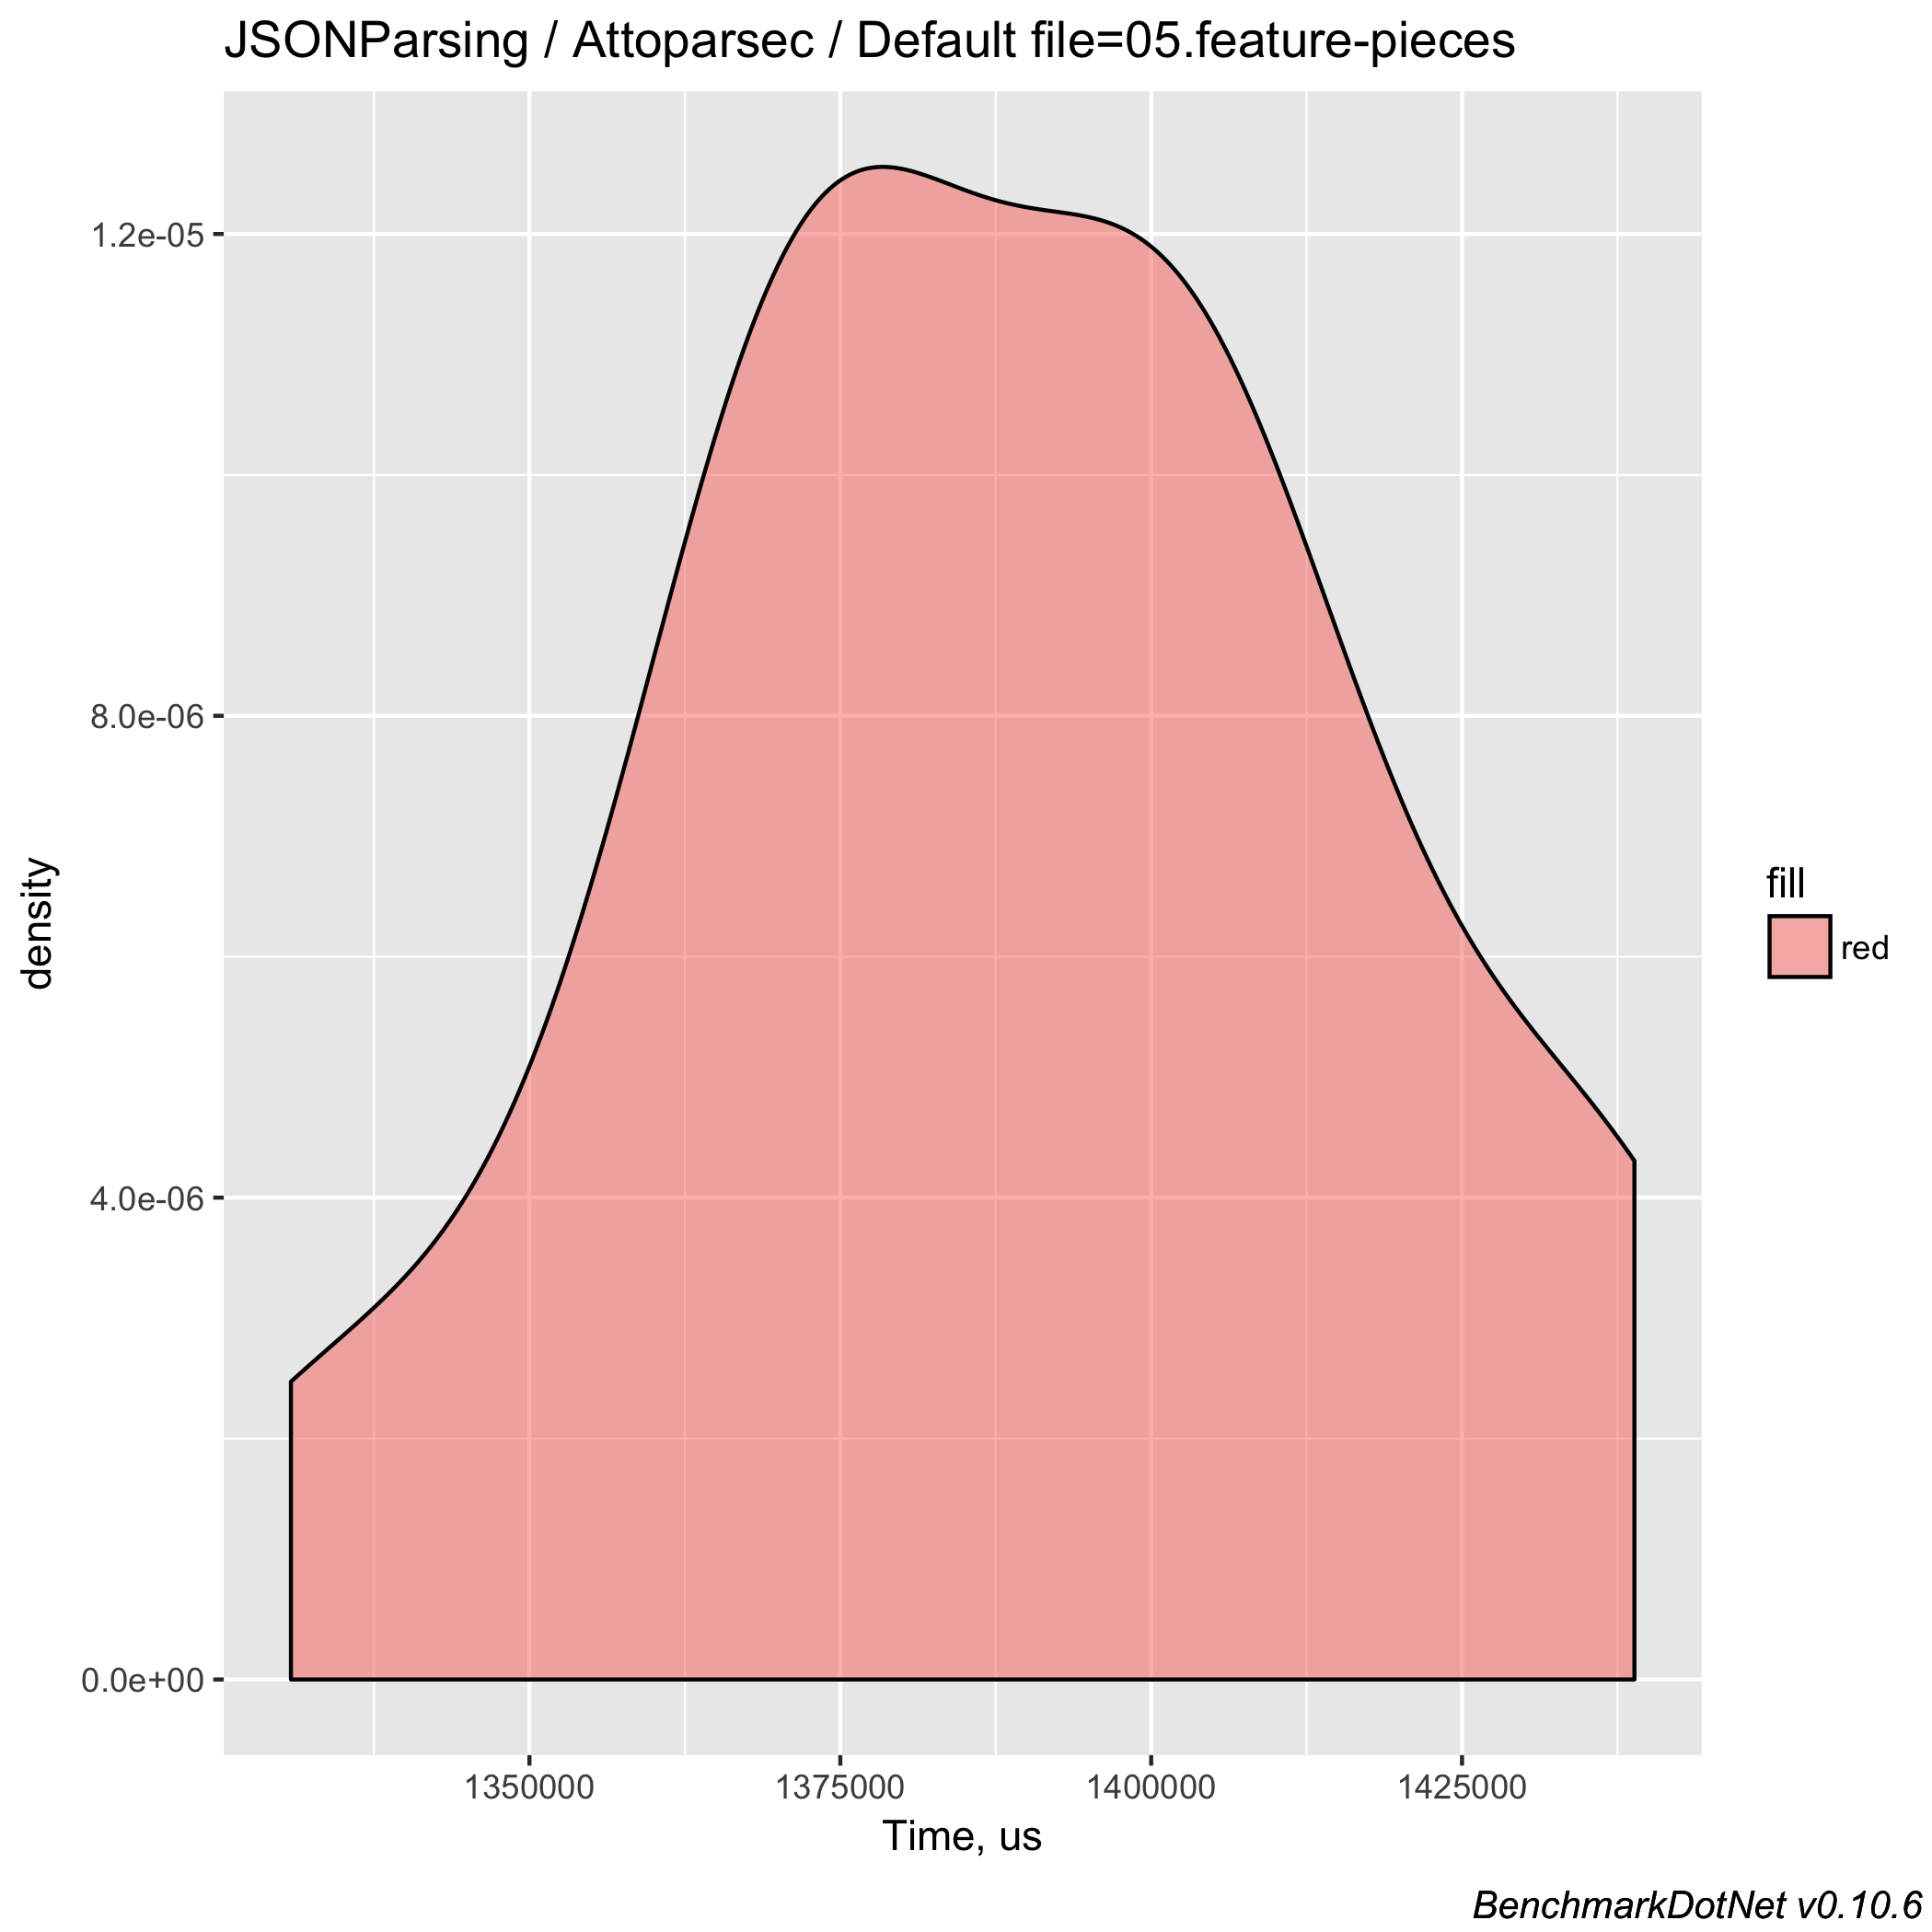 JSONParsing / Attoparsec / Default file=05.feature-pieces
1.2e-05
8.0e-06
4.0e-06
0.0e+00
density
1350000 1375000 1400000 1425000
Time, us
fill
red
BenchmarkDotNet v0.10.6